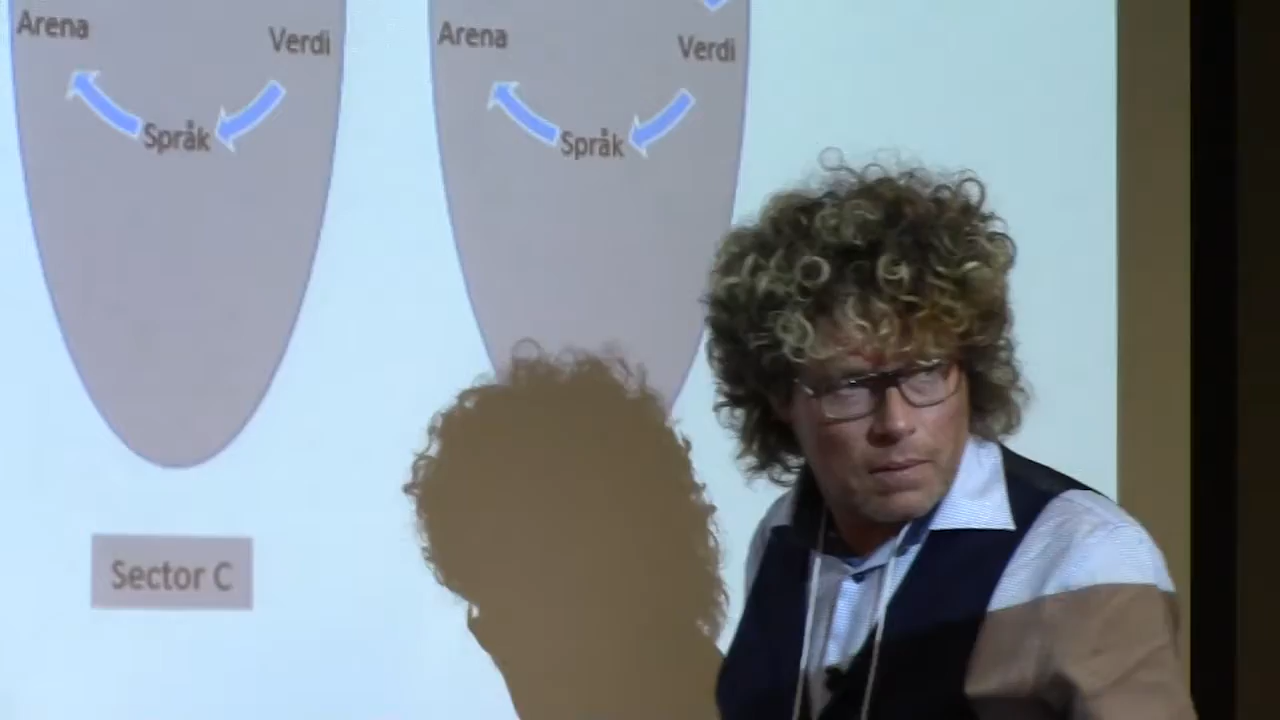 Arena
Verdi
Språk
Arena
Verdi
Språk
Sector C